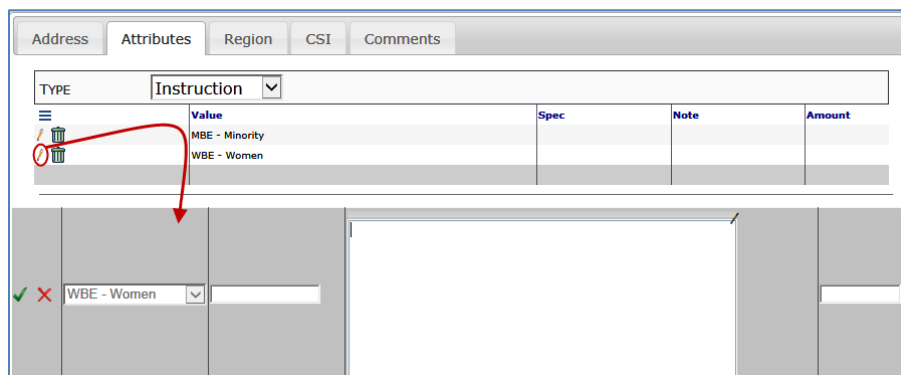 Address Attributes Region CSI Comments
TYPE Instruction
Value Spec Note Amount
MBE - Minority
WBE - Women
WBE - Women